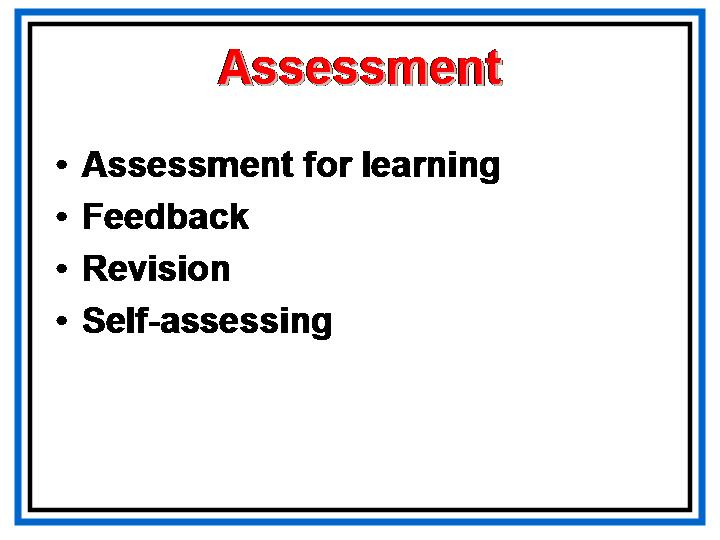 Assessment
• Assessment for learning
• Feedback
• Revision
• Self-assessing